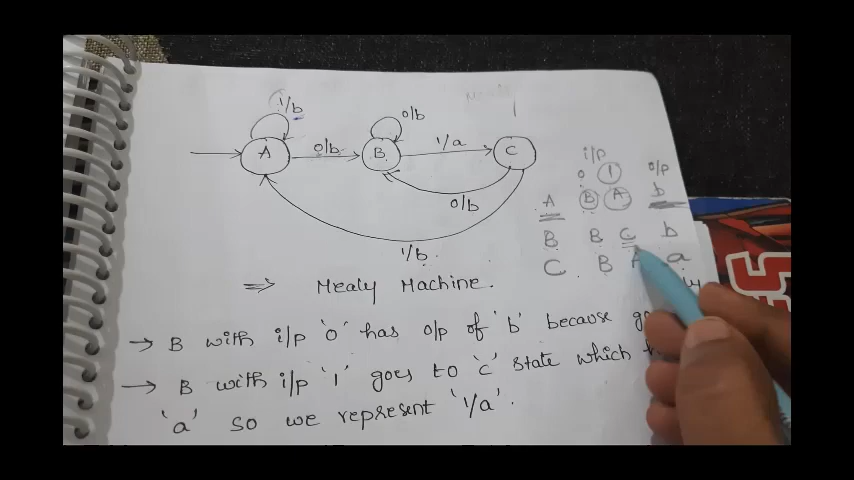 1/b
0/b
A
0/b
B
1/a
C
0/b
1/b
i/p
0 1 o/p
A B A b
B B C b
C B A a
=> Mealy Machine.
→ B with i/p '0' has o/p of 'b' because
→ B with i/p '1' goes to 'c' state which
'a' so we represent '1/a'.